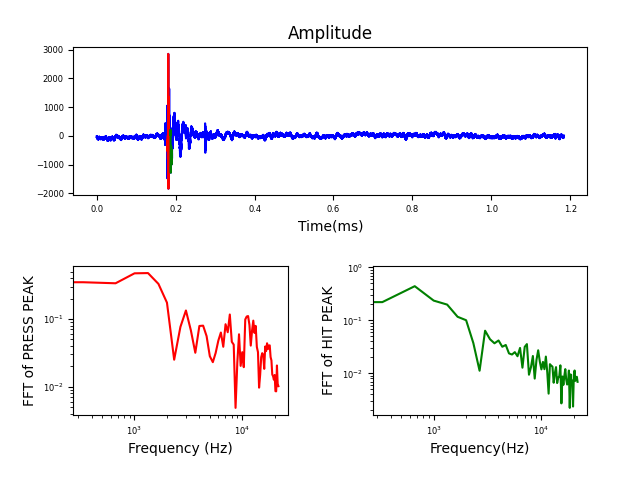 Amplitude
3000
2000
1000
0
−1000
−2000
0.0 0.2 0.4 0.6 0.8 1.0 1.2
Time(ms)
FFT of PRESS PEAK
10⁻¹
10⁻²
10³ 10⁴
Frequency (Hz)
FFT of HIT PEAK
10⁰
10⁻¹
10⁻²
10³ 10⁴
Frequency(Hz)